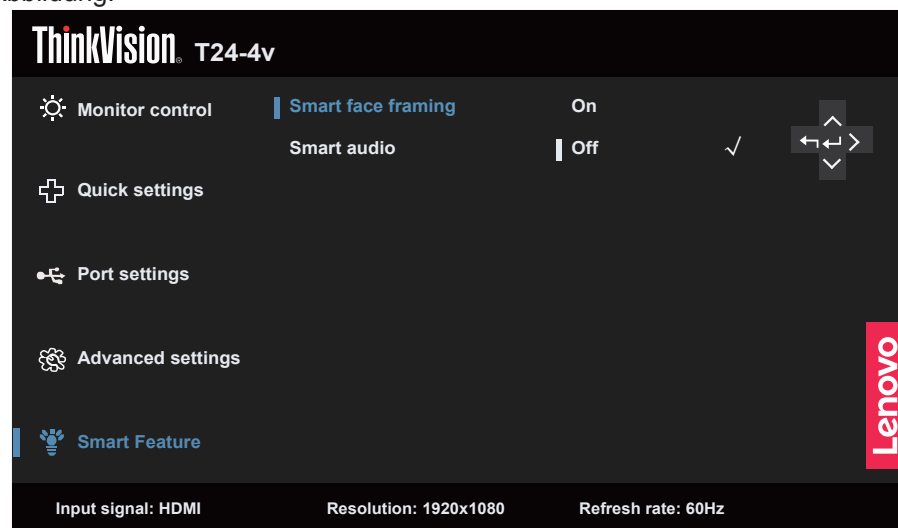 Abbildung.
ThinkVision® T24-4v
Monitor control
Smart face framing
On
Smart audio
Off
√
Quick settings
Port settings
Advanced settings
Smart Feature
Lenovo
Input signal: HDMI
Resolution: 1920x1080
Refresh rate: 60Hz